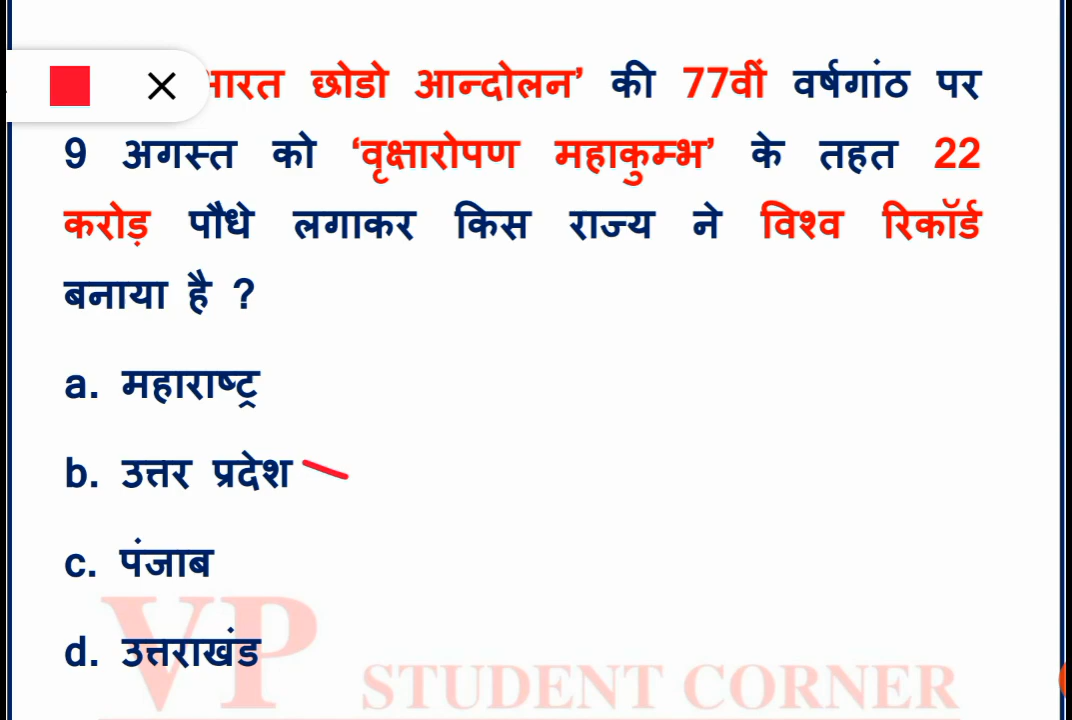 भारत छोडो आन्दोलन’ की 77वीं वर्षगांठ पर
9 अगस्त को ‘वृक्षारोपण महाकुम्भ’ के तहत 22
करोड़ पौधे लगाकर किस राज्य ने विश्व रिकॉर्ड
बनाया है ?
a. महाराष्ट्र
b. उत्तर प्रदेश
c. पंजाब
d. उत्तराखंड
VP STUDENT CORNER